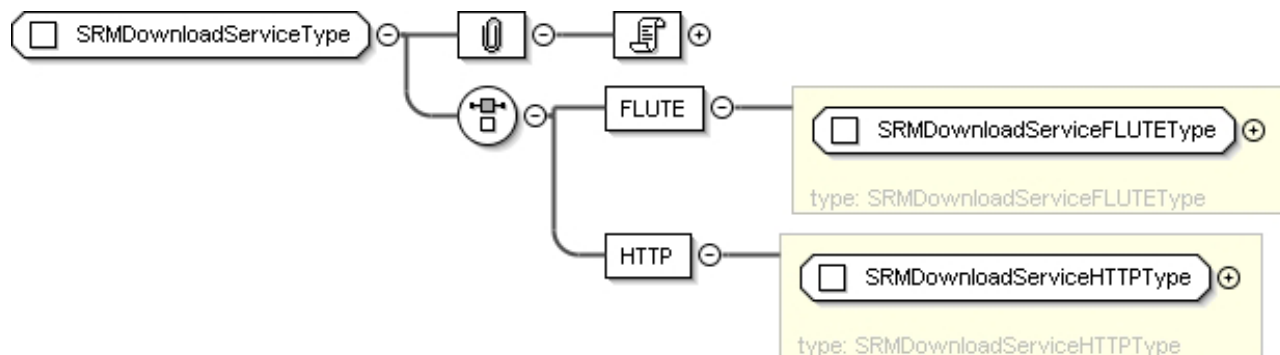 SRMDownloadServiceType
FLUTE
SRMDownloadServiceFLUTEType
type: SRMDownloadServiceFLUTEType
HTTP
SRMDownloadServiceHTTPType
type: SRMDownloadServiceHTTPType